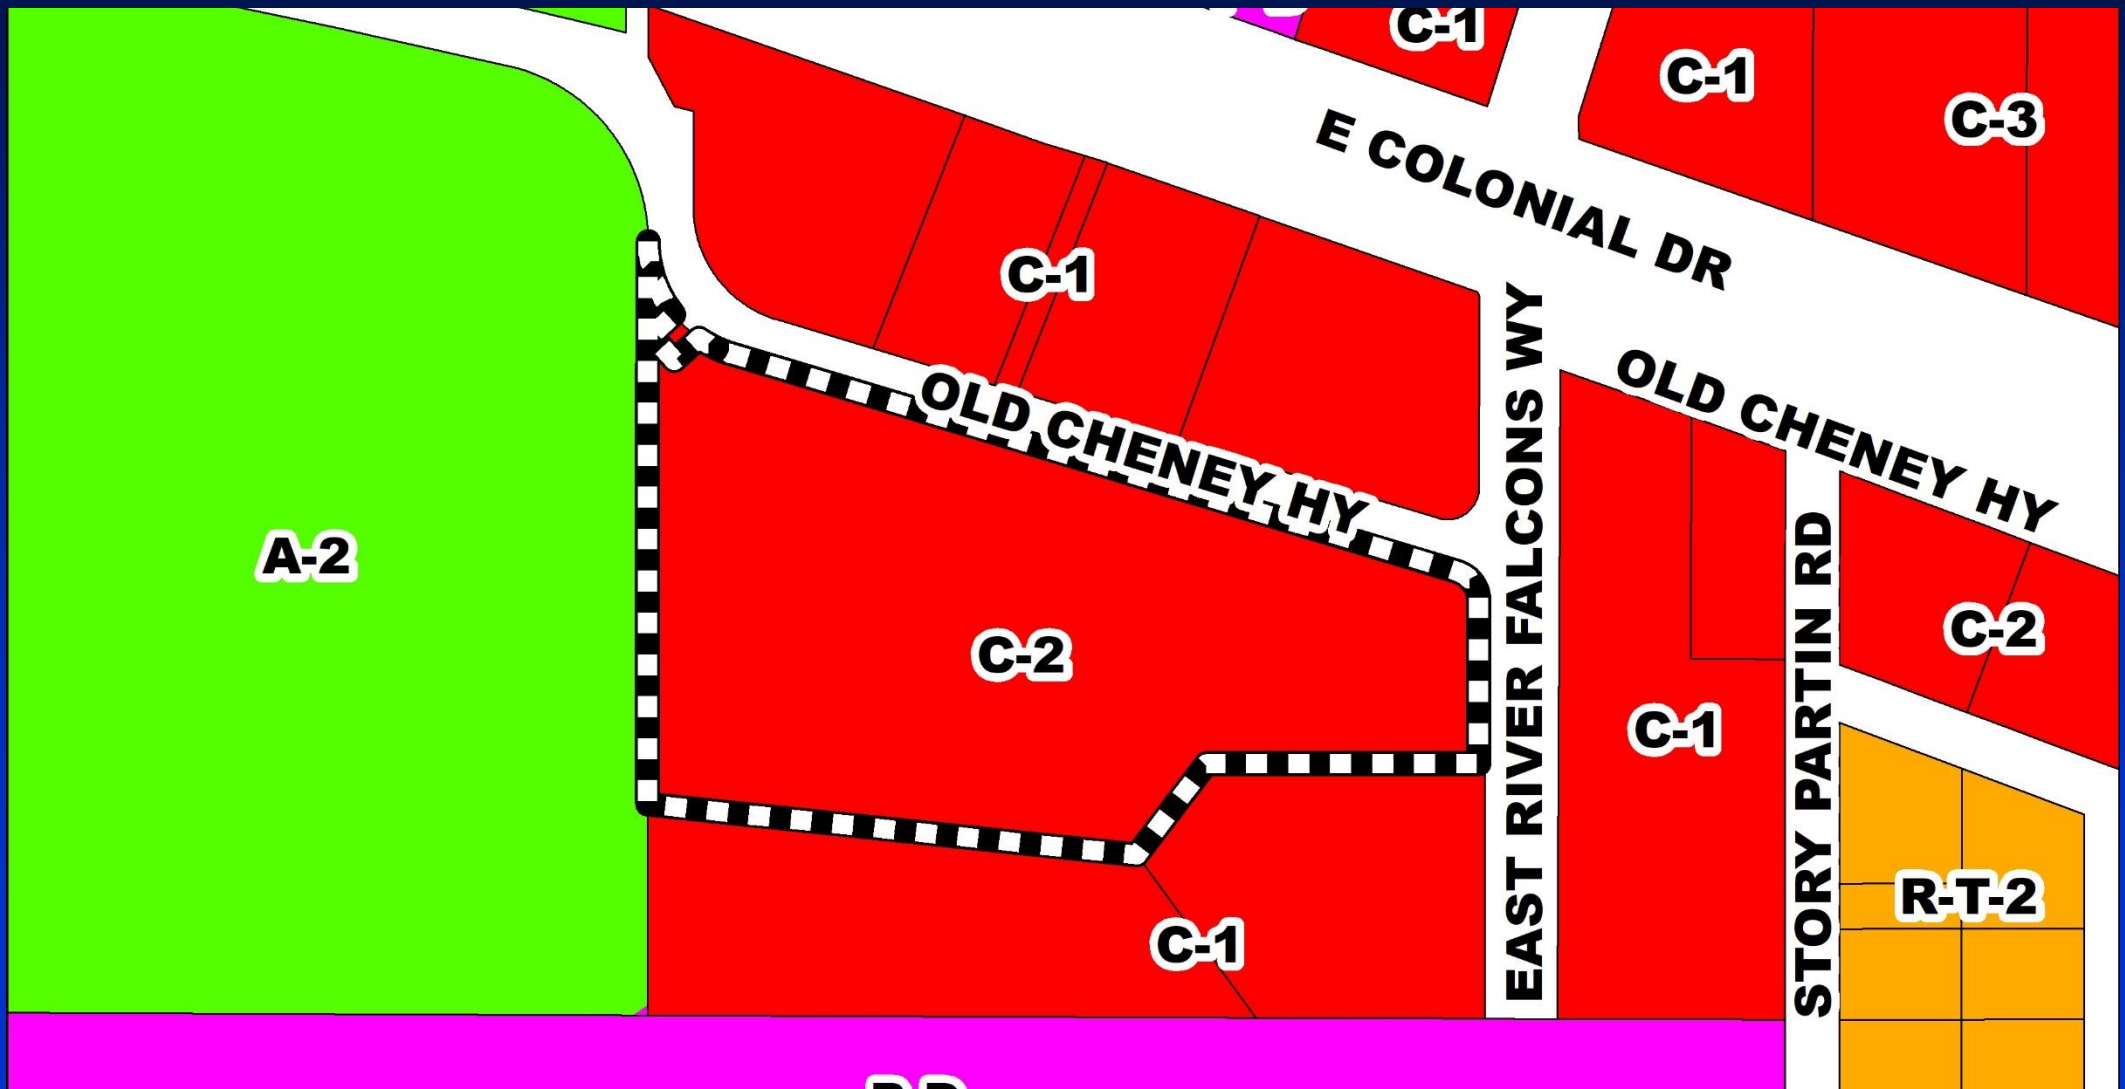 C-1
C-1
C-3
E COLONIAL DR
C-1
OLD CHENEY HY
EAST RIVER FALCONS WY
OLD CHENEY HY
A-2
C-2
C-2
C-1
STORY PARTIN RD
R-T-2
C-1